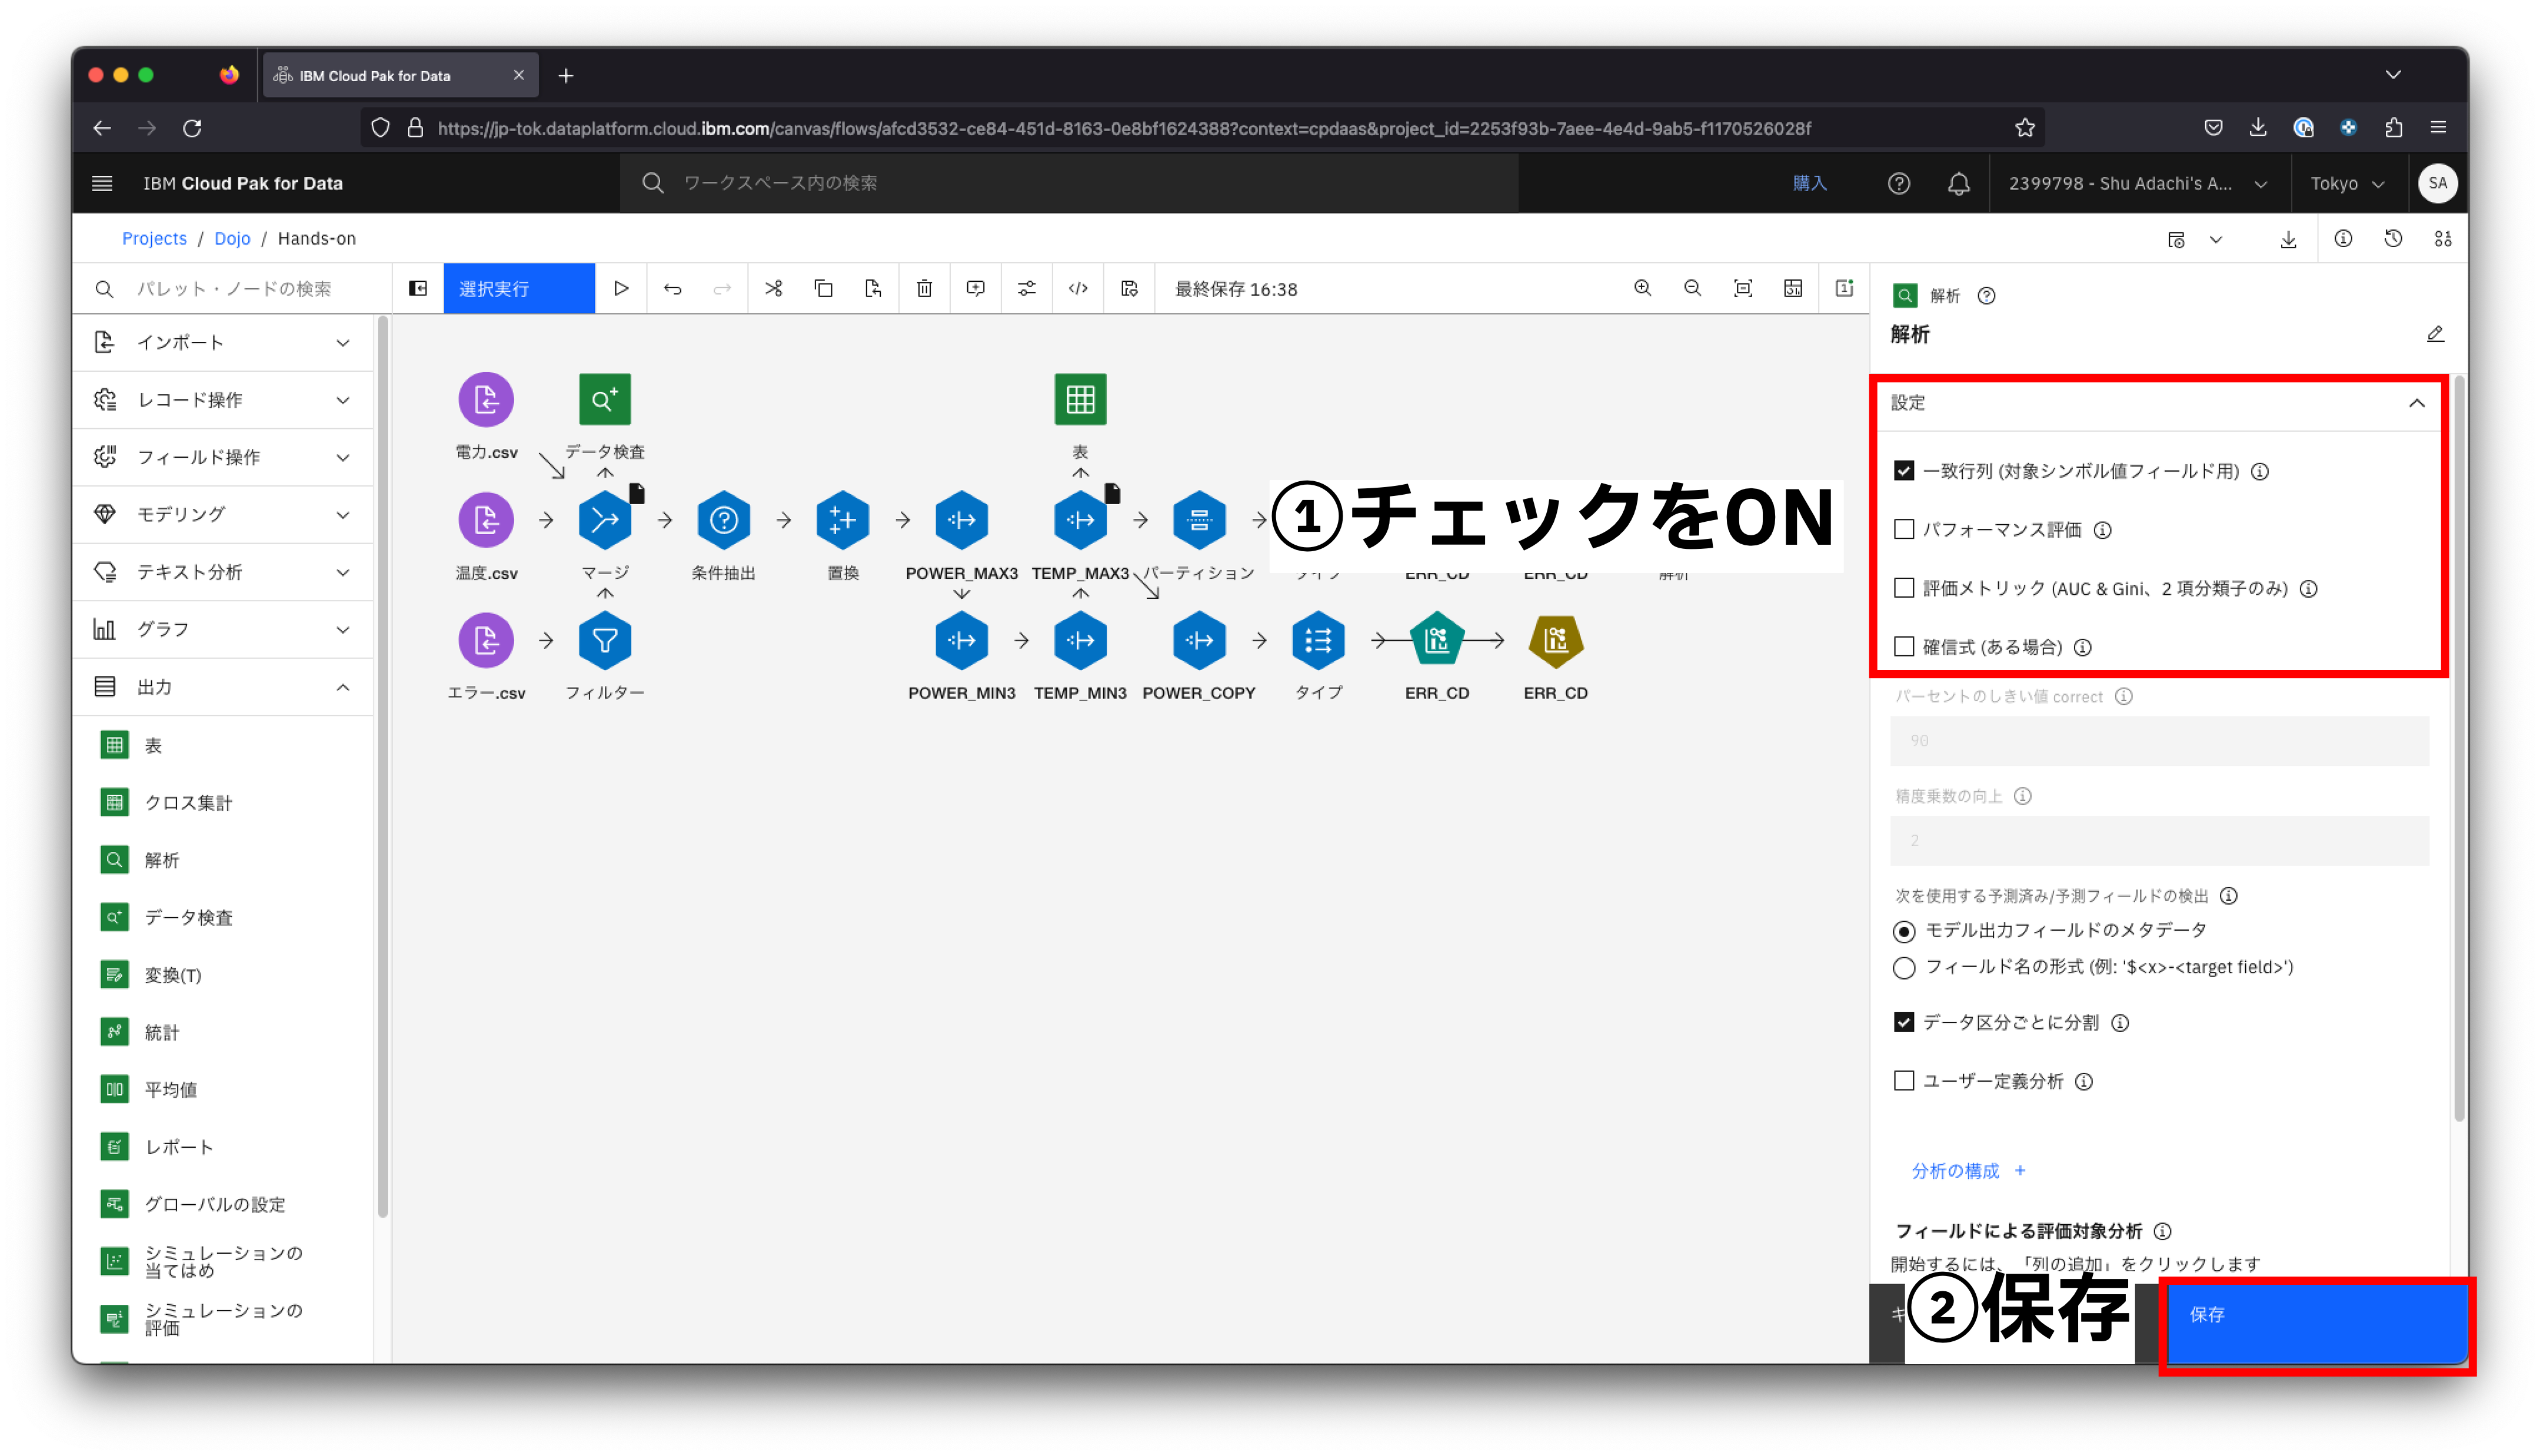 IBM Cloud Pak for Data
https://jp-tok.dataplatform.cloud.ibm.com/canvas/flows/afcd3532-ce84-451d-8163-0e8bf1624388?context=cpdaas&project_id=2253f93b-7aee-4e4d-9ab5-f1170526028f
IBM Cloud Pak for Data
ワークスペース内の検索
購入
2399798 - Shu Adachi's A...
Tokyo
SA
Projects / Dojo / Hands-on
パレット・ノードの検索
選択実行
最終保存 16:38
インポート
レコード操作
フィールド操作
モデリング
テキスト分析
グラフ
出力
表
クロス集計
解析
データ検査
変換(T)
統計
平均値
レポート
グローバルの設定
シミュレーションの
当てはめ
シミュレーションの
評価
電力.csv
データ検査
表
①チェックをON
温度.csv
マージ
条件抽出
置換
POWER_MAX3
TEMP_MAX3
パーティション
タイプ
ERR_CD
ERR_CD
解析
エラー.csv
フィルター
POWER_MIN3
TEMP_MIN3
POWER_COPY
タイプ
ERR_CD
ERR_CD
解析
解析
設定
一致行列 (対象シンボル値フィールド用)
パフォーマンス評価
評価メトリック (AUC & Gini、2 項分類子のみ)
確信式 (ある場合)
パーセントのしきい値 correct
90
精度乗数の向上
2
次を使用する予測済み/予測フィールドの検出
モデル出力フィールドのメタデータ
フィールド名の形式 (例: '$<x>-<target field>')
データ区分ごとに分割
ユーザー定義分析
分析の構成 +
フィールドによる評価対象分析
開始するには、「列の追加」をクリックします
キ
②保存
保存